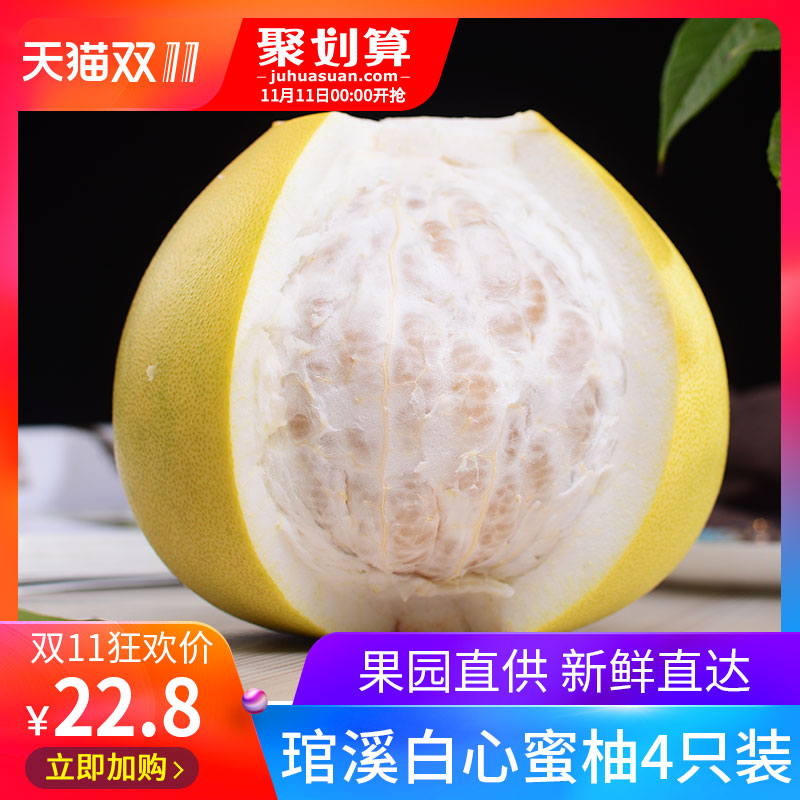 天猫双11
聚划算
juhuasuan.com
11月11日00:00开抢
双11狂欢价
¥22.8
立即加购>
果园直供 新鲜直达
琯溪白心蜜柚4只装